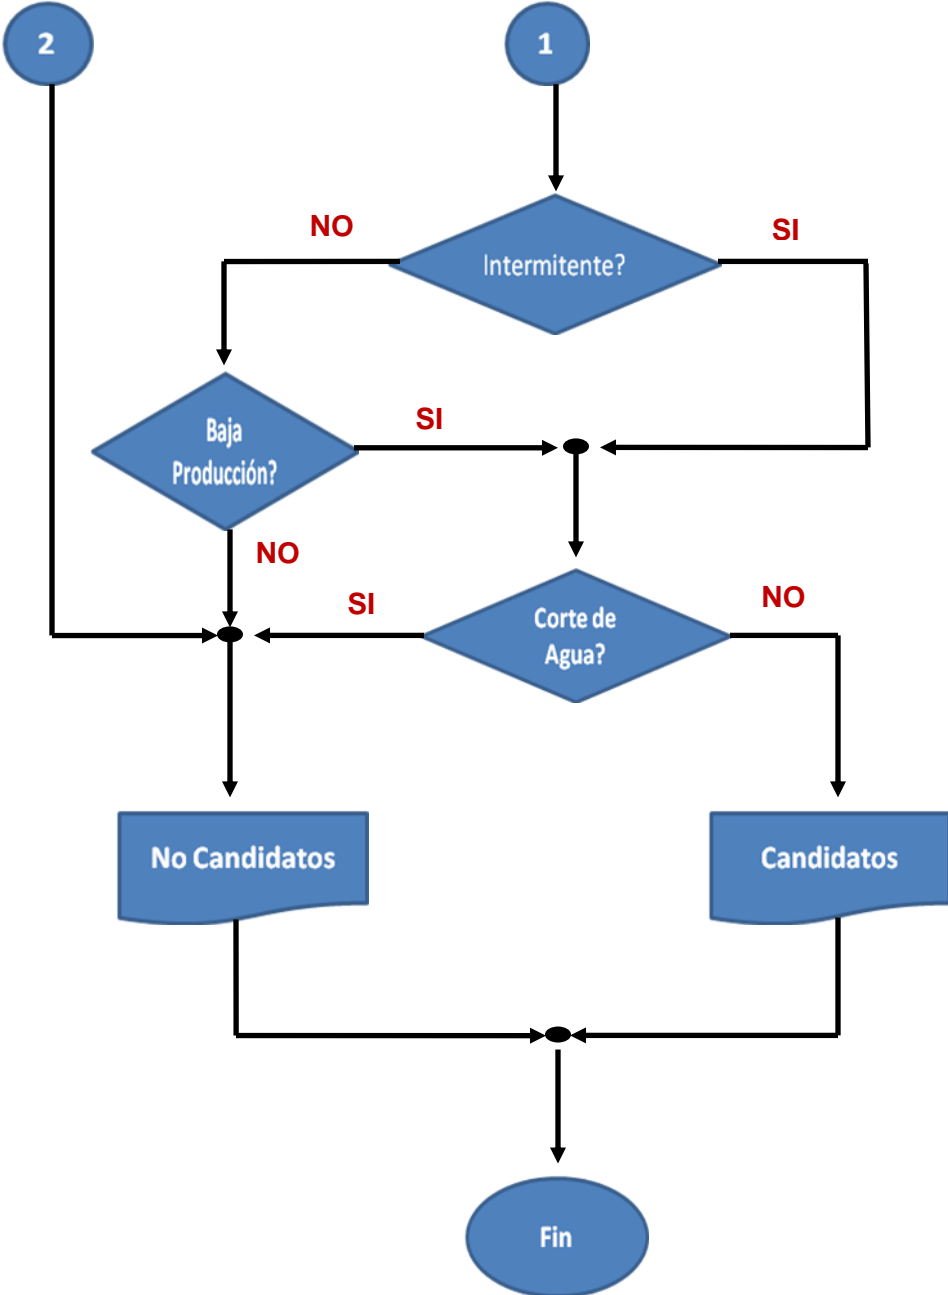 2
1
NO
SI
Intermitente?
Baja
Producción?
SI
NO
SI
NO
Corte de
Agua?
No Candidatos
Candidatos
Fin